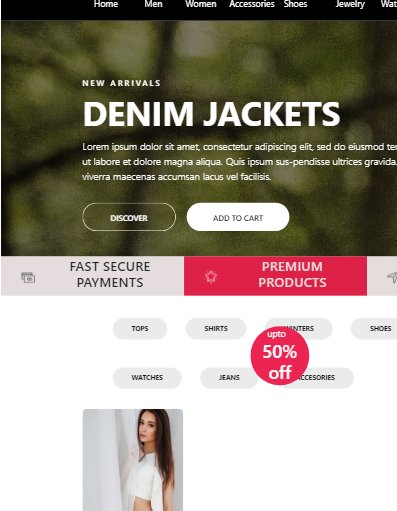 Home Men Women Accessories Shoes Jewelry
NEW ARRIVALS
DENIM JACKETS
Lorem ipsum dolor sit amet, consectetur adipiscing elit, sed do eiusmod
ut labore et dolore magna aliqua. Quis ipsum sus-pendisse ultrices gravida.
viverra maecenas accumsan lacus vel facilisis.
DISCOVER ADD TO CART
FAST SECURE
PAYMENTS
PREMIUM
PRODUCTS
TOPS SHIRTS SHOES
upto
50%
off
WATCHES JEANS